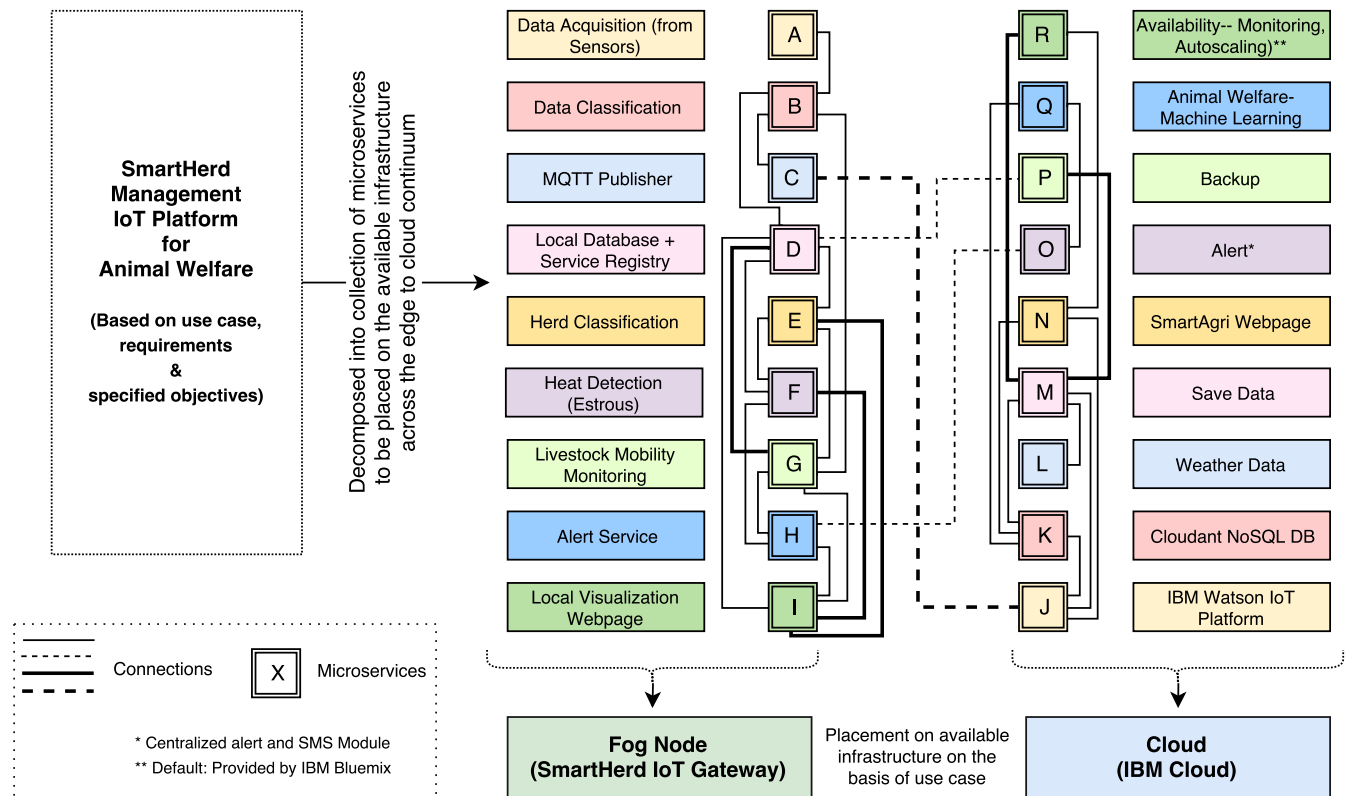 SmartHerd
Management
IoT Platform
for
Animal Welfare
(Based on use case,
requirements
&
specified objectives)
Decomposed into collection of microservices
to be placed on the available infrastructure
across the edge to cloud continuum
Data Acquisition (from
Sensors)
A
Data Classification
B
MQTT Publisher
C
Local Database +
Service Registry
D
Herd Classification
E
Heat Detection
(Estrous)
F
Livestock Mobility
Monitoring
G
Alert Service
H
Local Visualization
Webpage
I
R
Availability-- Monitoring,
Autoscaling)**
Q
Animal Welfare-
Machine Learning
P
Backup
O
Alert*
N
SmartAgri Webpage
M
Save Data
L
Weather Data
K
Cloudant NoSQL DB
J
IBM Watson IoT
Platform
Connections
X
Microservices
* Centralized alert and SMS Module
** Default: Provided by IBM Bluemix
Fog Node
(SmartHerd IoT Gateway)
Placement on available
infrastructure on the
basis of use case
Cloud
(IBM Cloud)